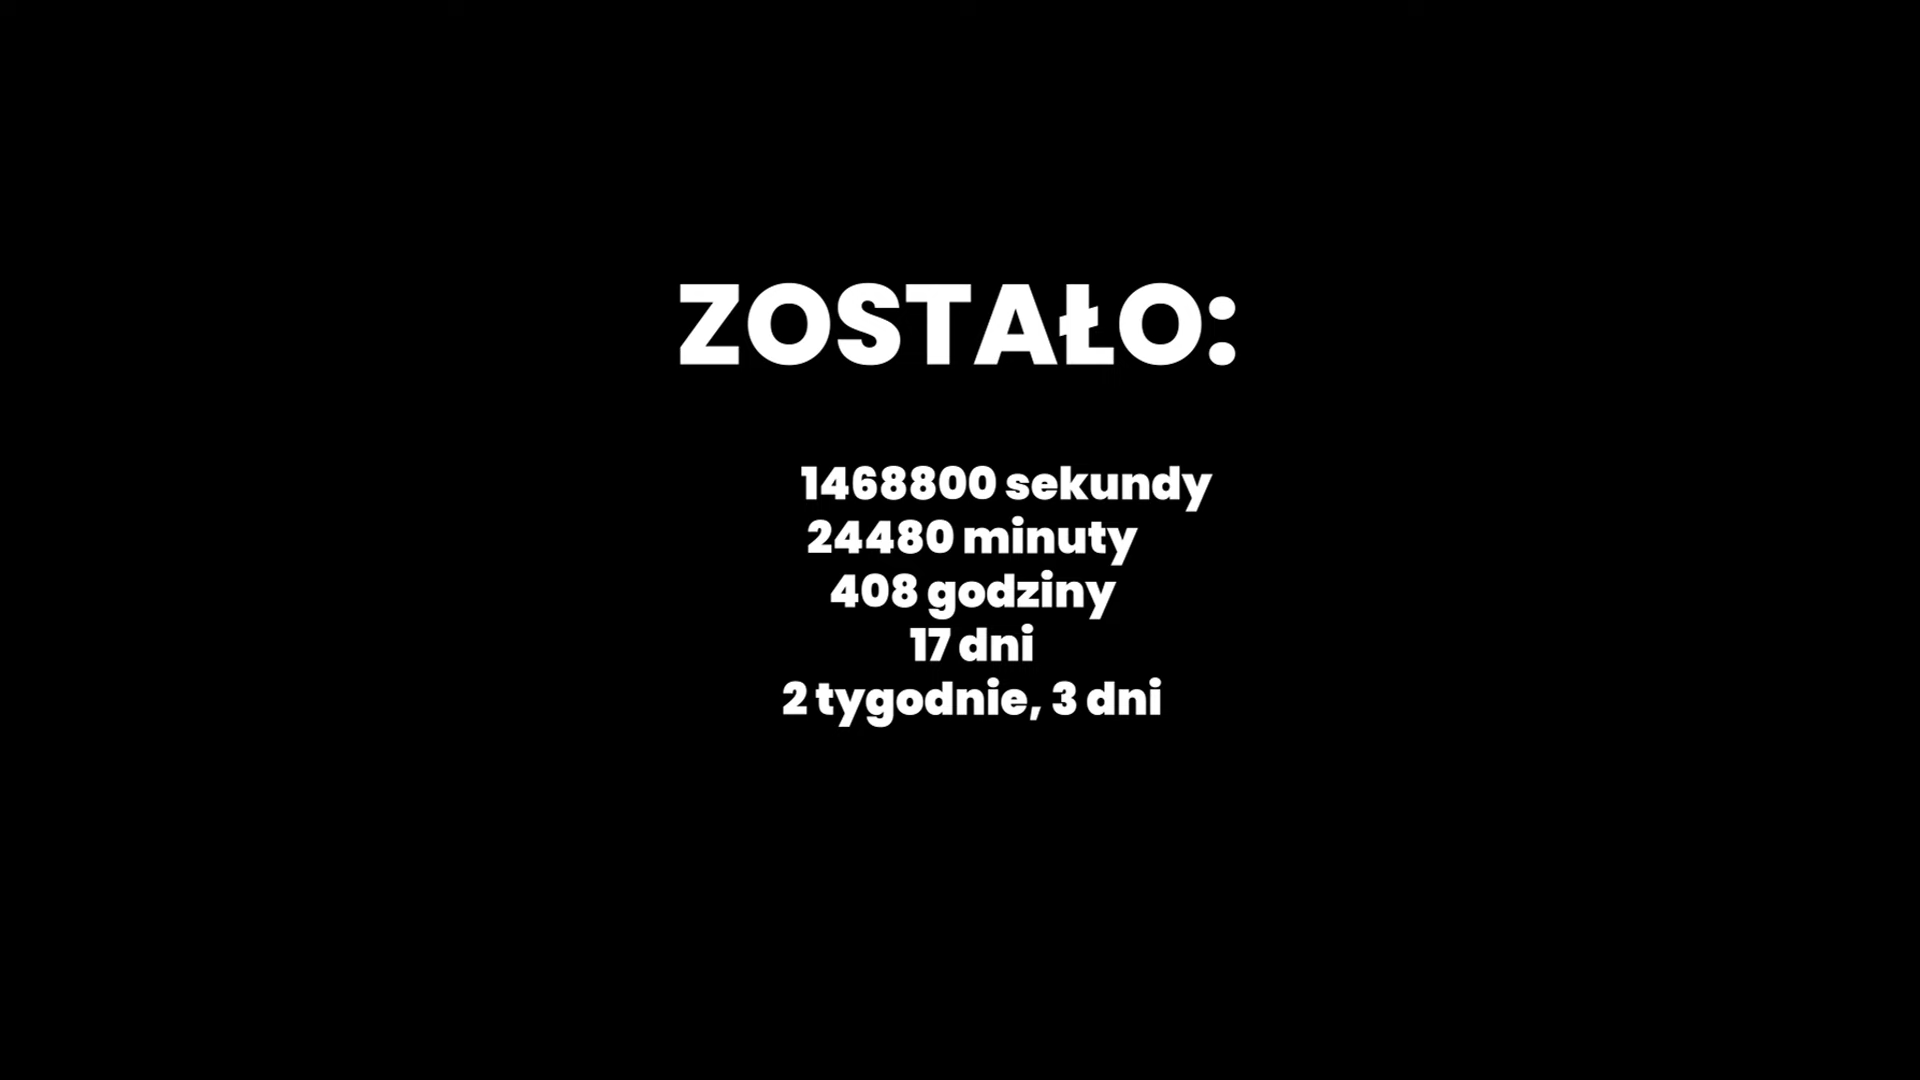 ZOSTAŁO:
1468800 sekundy
24480 minuty
408 godziny
17 dni
2 tygodnie, 3 dni